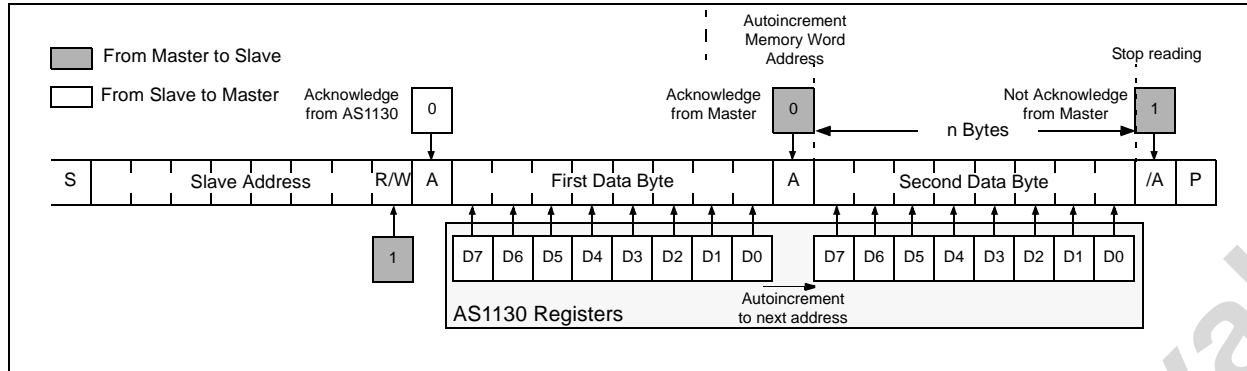 Autoincrement
Memory Word
Address
From Master to Slave
Stop reading
From Slave to Master
Acknowledge
from AS1130
0
Acknowledge
from Master
0
Not Acknowledge
from Master
1
n Bytes
S Slave Address R/W A First Data Byte A Second Data Byte /A P
1
D7 D6 D5 D4 D3 D2 D1 D0 D7 D6 D5 D4 D3 D2 D1 D0
Autoincrement
to next address
AS1130 Registers